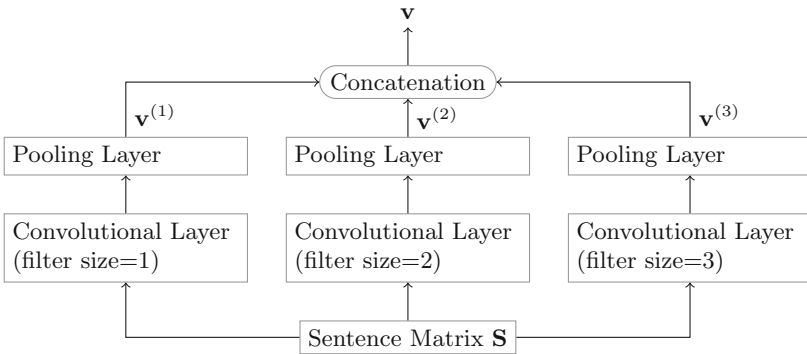 v
Concatenation
v(1)
v(2)
v(3)
Pooling Layer
Pooling Layer
Pooling Layer
Convolutional Layer
(filter size=1)
Convolutional Layer
(filter size=2)
Convolutional Layer
(filter size=3)
Sentence Matrix S